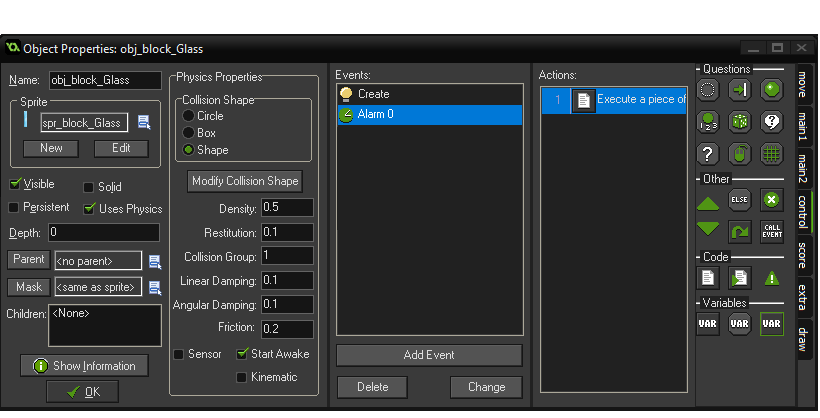 Object Properties: obj_block_Glass
Name: obj_block_Glass
Sprite
spr_block_Glass
New Edit
Visible Solid
Persistent Uses Physics
Depth: 0
Parent <no parent>
Mask <same as sprite>
Children: <None>
Show Information
OK
Physics Properties
Collision Shape
Circle
Box
Shape
Modify Collision Shape
Density: 0.5
Restitution: 0.1
Collision Group: 1
Linear Damping: 0.1
Angular Damping: 0.1
Friction: 0.2
Sensor Start Awake
Kinematic
Events:
Create
Alarm 0
Add Event
Delete Change
Actions:
1 Execute a piece of
Questions
1 2 3 ?
?
Other
ELSE
CALL EVENT
Code
Variables
VAR VAR VAR
move
main1
main2
control
score
extra
draw